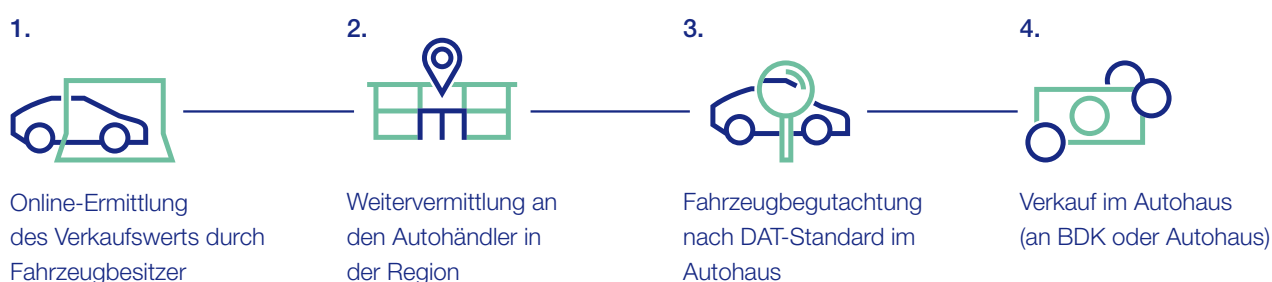 1.
Online-Ermittlung
des Verkaufswerts durch
Fahrzeugbesitzer
2.
Weitervermittlung an
den Autohändler in
der Region
3.
Fahrzeugbegutachtung
nach DAT-Standard im
Autohaus
4.
Verkauf im Autohaus
(an BDK oder Autohaus)